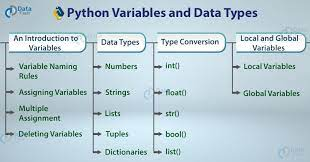 Data
Python Variables and Data Types
An Introduction to
Variables
Variable Naming
Rules
Assigning Variables
Multiple
Assignment
Deleting Variables
Data Types
Numbers
Strings
Lists
Tuples
Dictionaries
Type Conversion
int()
float()
str()
bool()
list()
Local and Global
Variables
Local Variables
Global Variables